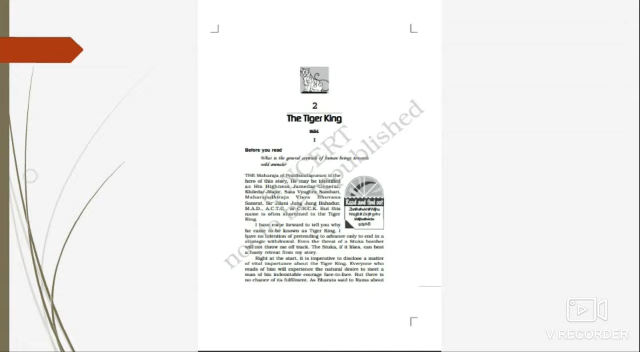 2
The Tiger King
I
Before you read
What is the general attitude of human beings towards
wild animals?
THE Maharaja of Pratibandapuram is the
hero of this story. He may be identified
as His Highness Jamedar-General,
Khiledar-Major, Sata Vyaghra Samhari,
Maharajadhiraja Visva Bhuvana
Samrat, Sir Jilani Jung Jung Bahadur,
M.A.D., A.C.T.C., or C.R.C.K. But this
name is often shortened to the Tiger
King.
I have come forward to tell you why
he came to be known as Tiger King. I
have no intention of pretending to advance only to end in a
strategic withdrawal. Even the threat of a Stuka bomber
will not throw me off track. The Stuka, if it likes, can beat
a hasty retreat from my story.
Right at the start, it is imperative to disclose a matter
of vital importance about the Tiger King. Everyone who
reads of him will experience the natural desire to meet a
man of his indomitable courage face-to-face. But there is
no chance of its fulfilment. As Bharata said to Rama about
Read and find out
© NCERT
not to be republished
V RECORDER